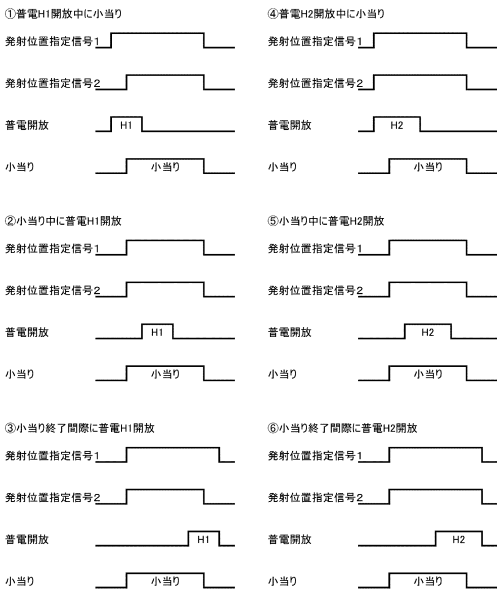 ①普電H1開放中に小当り
発射位置指定信号1
発射位置指定信号2
普電開放
H1
小当り
小当り
②小当り中に普電H1開放
発射位置指定信号1
発射位置指定信号2
普電開放
H1
小当り
小当り
③小当り終了間際に普電H1開放
発射位置指定信号1
発射位置指定信号2
普電開放
H1
小当り
小当り
④普電H2開放中に小当り
発射位置指定信号1
発射位置指定信号2
普電開放
H2
小当り
小当り
⑤小当り中に普電H2開放
発射位置指定信号1
発射位置指定信号2
普電開放
H2
小当り
小当り
⑥小当り終了間際に普電H2開放
発射位置指定信号1
発射位置指定信号2
普電開放
H2
小当り
小当り